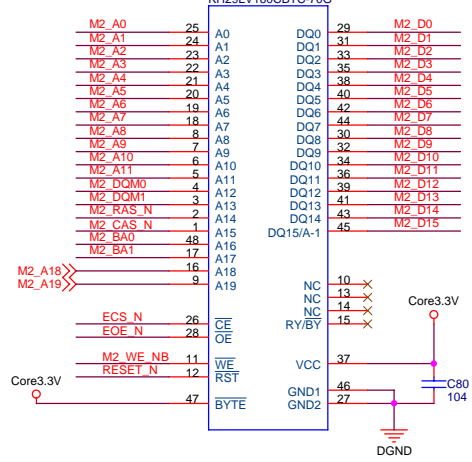 M2_A0 25 A0 DQ0 29 M2_D0
M2_A1 24 A1 DQ1 31 M2_D1
M2_A2 23 A2 DQ2 33 M2_D2
M2_A3 22 A3 DQ3 35 M2_D3
M2_A4 21 A4 DQ4 38 M2_D4
M2_A5 20 A5 DQ5 40 M2_D5
M2_A6 19 A6 DQ6 42 M2_D6
M2_A7 18 A7 DQ7 44 M2_D7
M2_A8 8 A8 DQ8 30 M2_D8
M2_A9 7 A9 DQ9 32 M2_D9
M2_A10 6 A10 DQ10 34 M2_D10
M2_A11 5 A11 DQ11 36 M2_D11
M2_DQM0 4 A12 DQ12 39 M2_D12
M2_DQM1 3 A13 DQ13 41 M2_D13
M2_RAS_N 2 A14 DQ14 43 M2_D14
M2_CAS_N 1 A15 DQ15/A-1 45 M2_D15
M2_BA0 48 A16
M2_BA1 17 A17
M2_A18 16 A18
M2_A19 9 A19
NC 10
NC 13
NC 14
RY/BY 15
ECS_N 26 CE
EOE_N 28 OE
M2_WE_NB 11 WE
RESET_N 12 RST
Core3.3V
47 BYTE
Core3.3V
VCC 37
C80
104
GND1 46
GND2 27
DGND